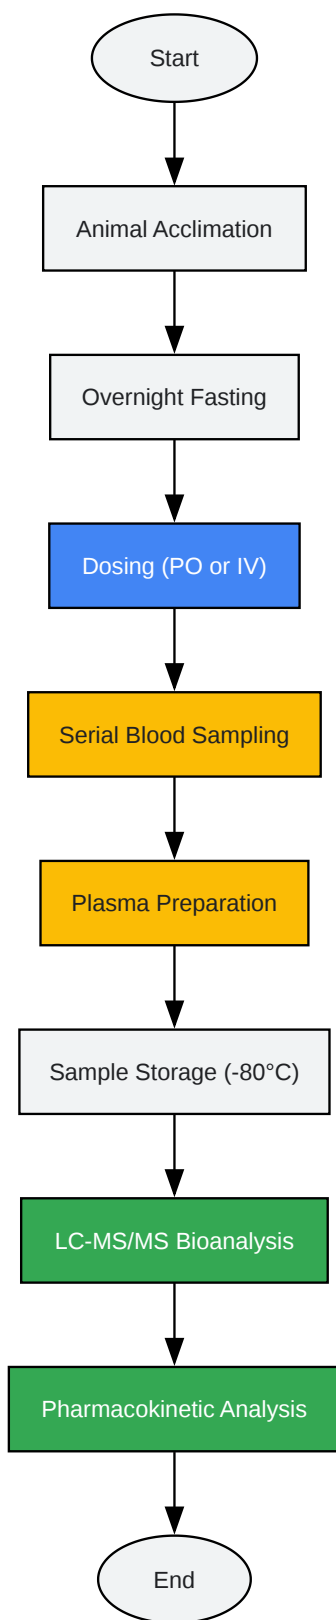 Start
Animal Acclimation
Overnight Fasting
Dosing (PO or IV)
Serial Blood Sampling
Plasma Preparation
Sample Storage (-80°C)
LC-MS/MS Bioanalysis
Pharmacokinetic Analysis
End